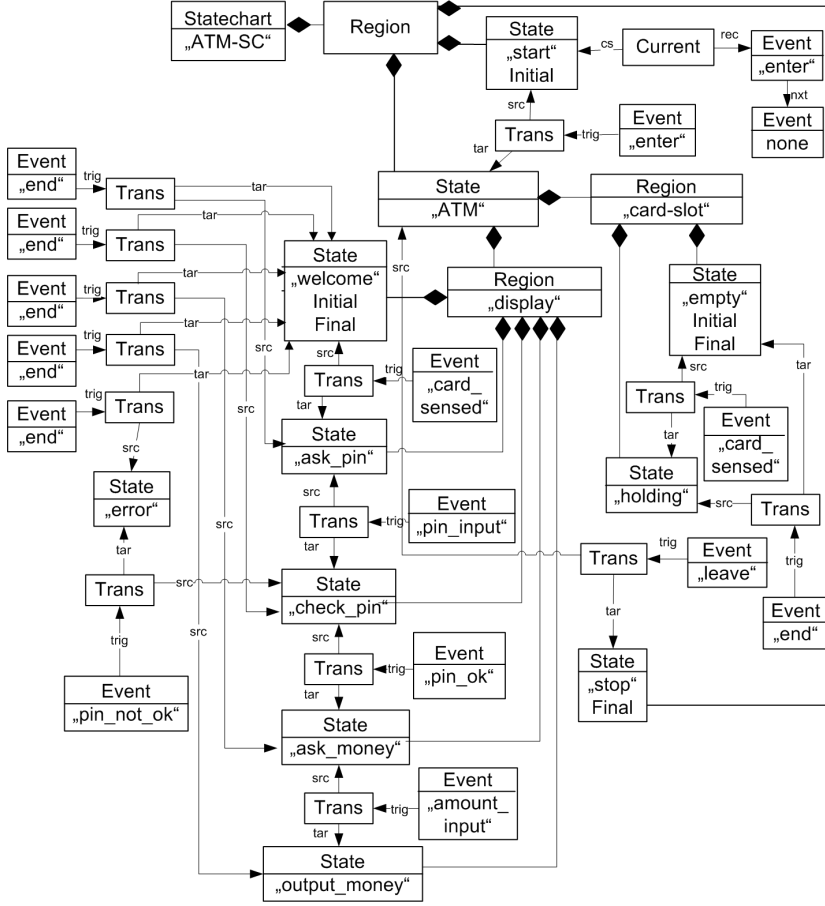 Statechart
„ATM-SC“
Region
State
„start“
Initial
cs
Current
rec
Event
„enter“
nxt
Event
none
src
Trans
trig
Event
„enter“
tar
Event
„end“
trig
Trans
tar
State
„ATM“
Region
„card-slot“
Event
„end“
trig
Trans
tar
src
State
„welcome“
Initial
Final
src
Region
„display“
State
„empty“
Initial
Final
Event
„end“
trig
Trans
tar
Event
„end“
trig
Trans
tar
src
src
Trans
trig
Event
„card_
sensed“
tar
src
Trans
trig
Event
„card_
sensed“
tar
tar
Event
„end“
trig
Trans
tar
src
src
State
„ask_pin“
State
„error“
State
„holding“
src
Trans
src
Trans
trig
Event
„pin_input“
tar
src
tar
Trans
src
trig
Event
„pin_not_ok“
State
„check_pin“
Trans
trig
Event
„leave“
tar
trig
Event
„end“
src
src
Trans
trig
Event
„pin_ok“
tar
State
„stop“
Final
State
„ask_money“
src
Trans
trig
Event
„amount_
input“
tar
State
„output_money“